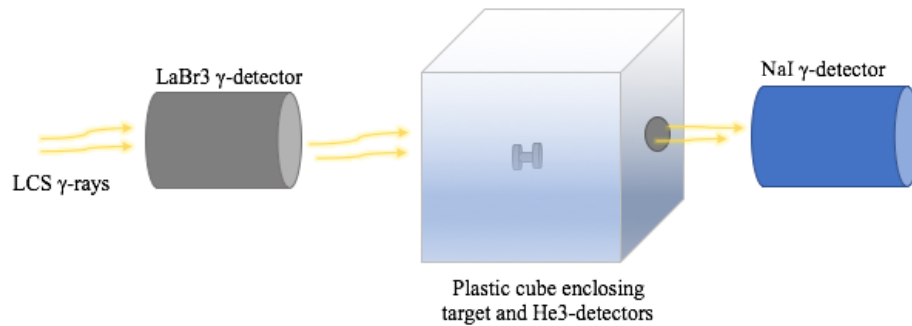 LaBr3 γ-detector
NaI γ-detector
LCS γ-rays
Plastic cube enclosing
target and He3-detectors